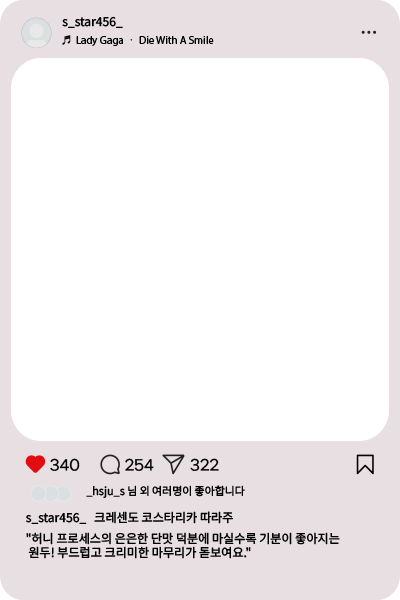 s_star456_
Lady Gaga · Die With A Smile
340 254 322
_hsju_s 님 외 여러명이 좋아합니다
s_star456_ 크레센도 코스타리카 따라주
"허니 프로세스의 은은한 단맛 덕분에 마실수록 기분이 좋아지는
원두! 부드럽고 크리미한 마무리가 돋보여요."